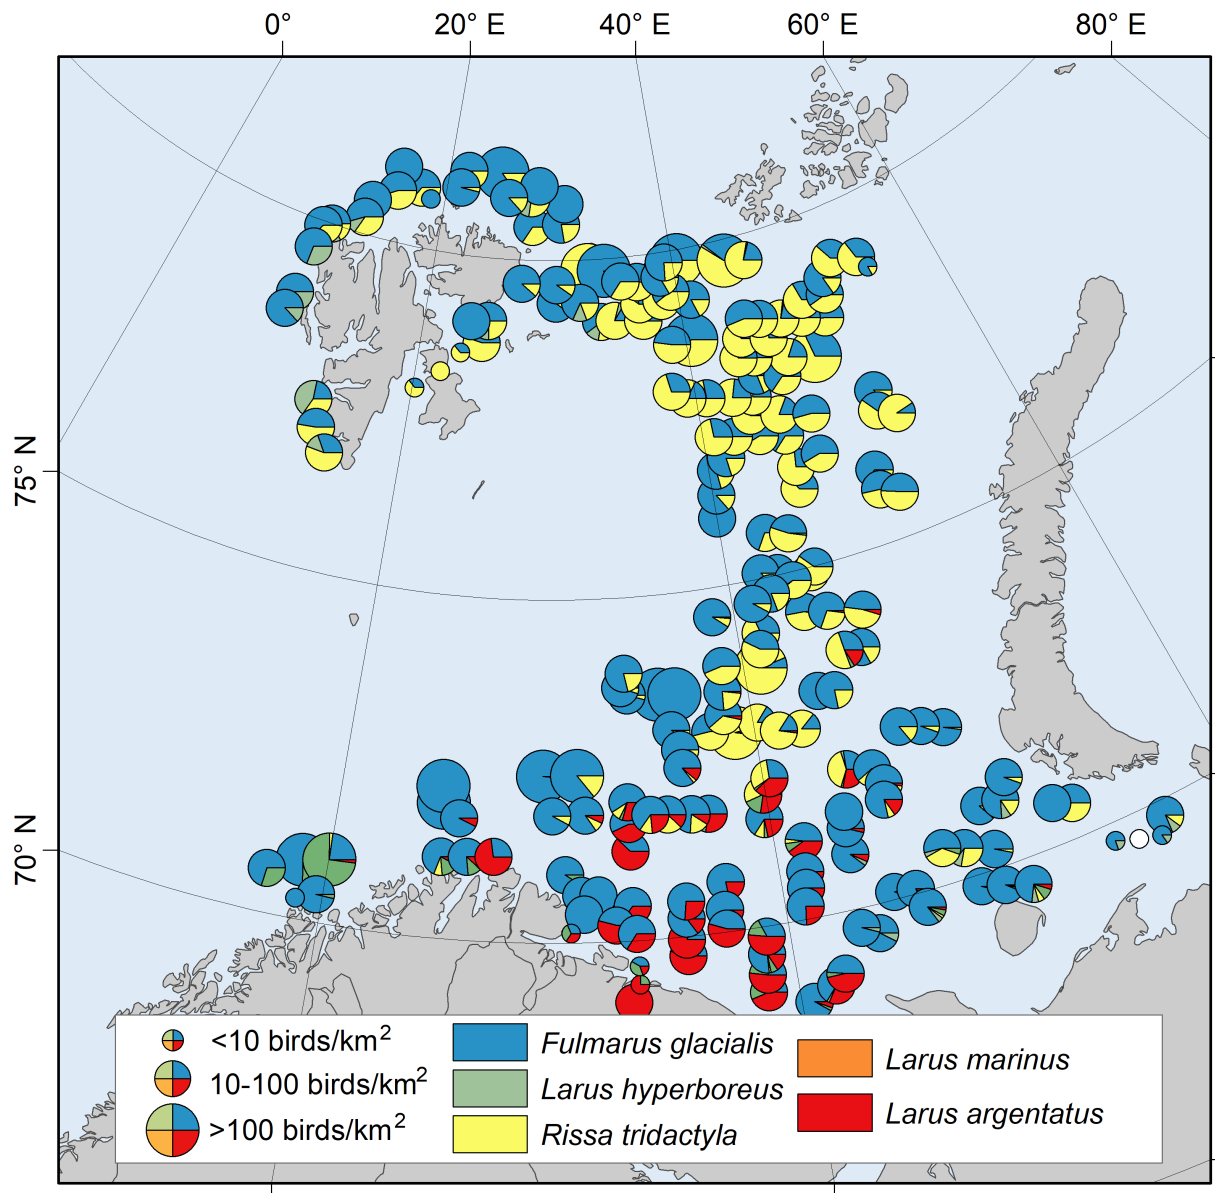 0° 20° E 40° E 60° E 80° E
75° N
70° N
<10 birds/km²
10-100 birds/km²
>100 birds/km²
Fulmarus glacialis
Larus hyperboreus
Rissa tridactyla
Larus marinus
Larus argentatus